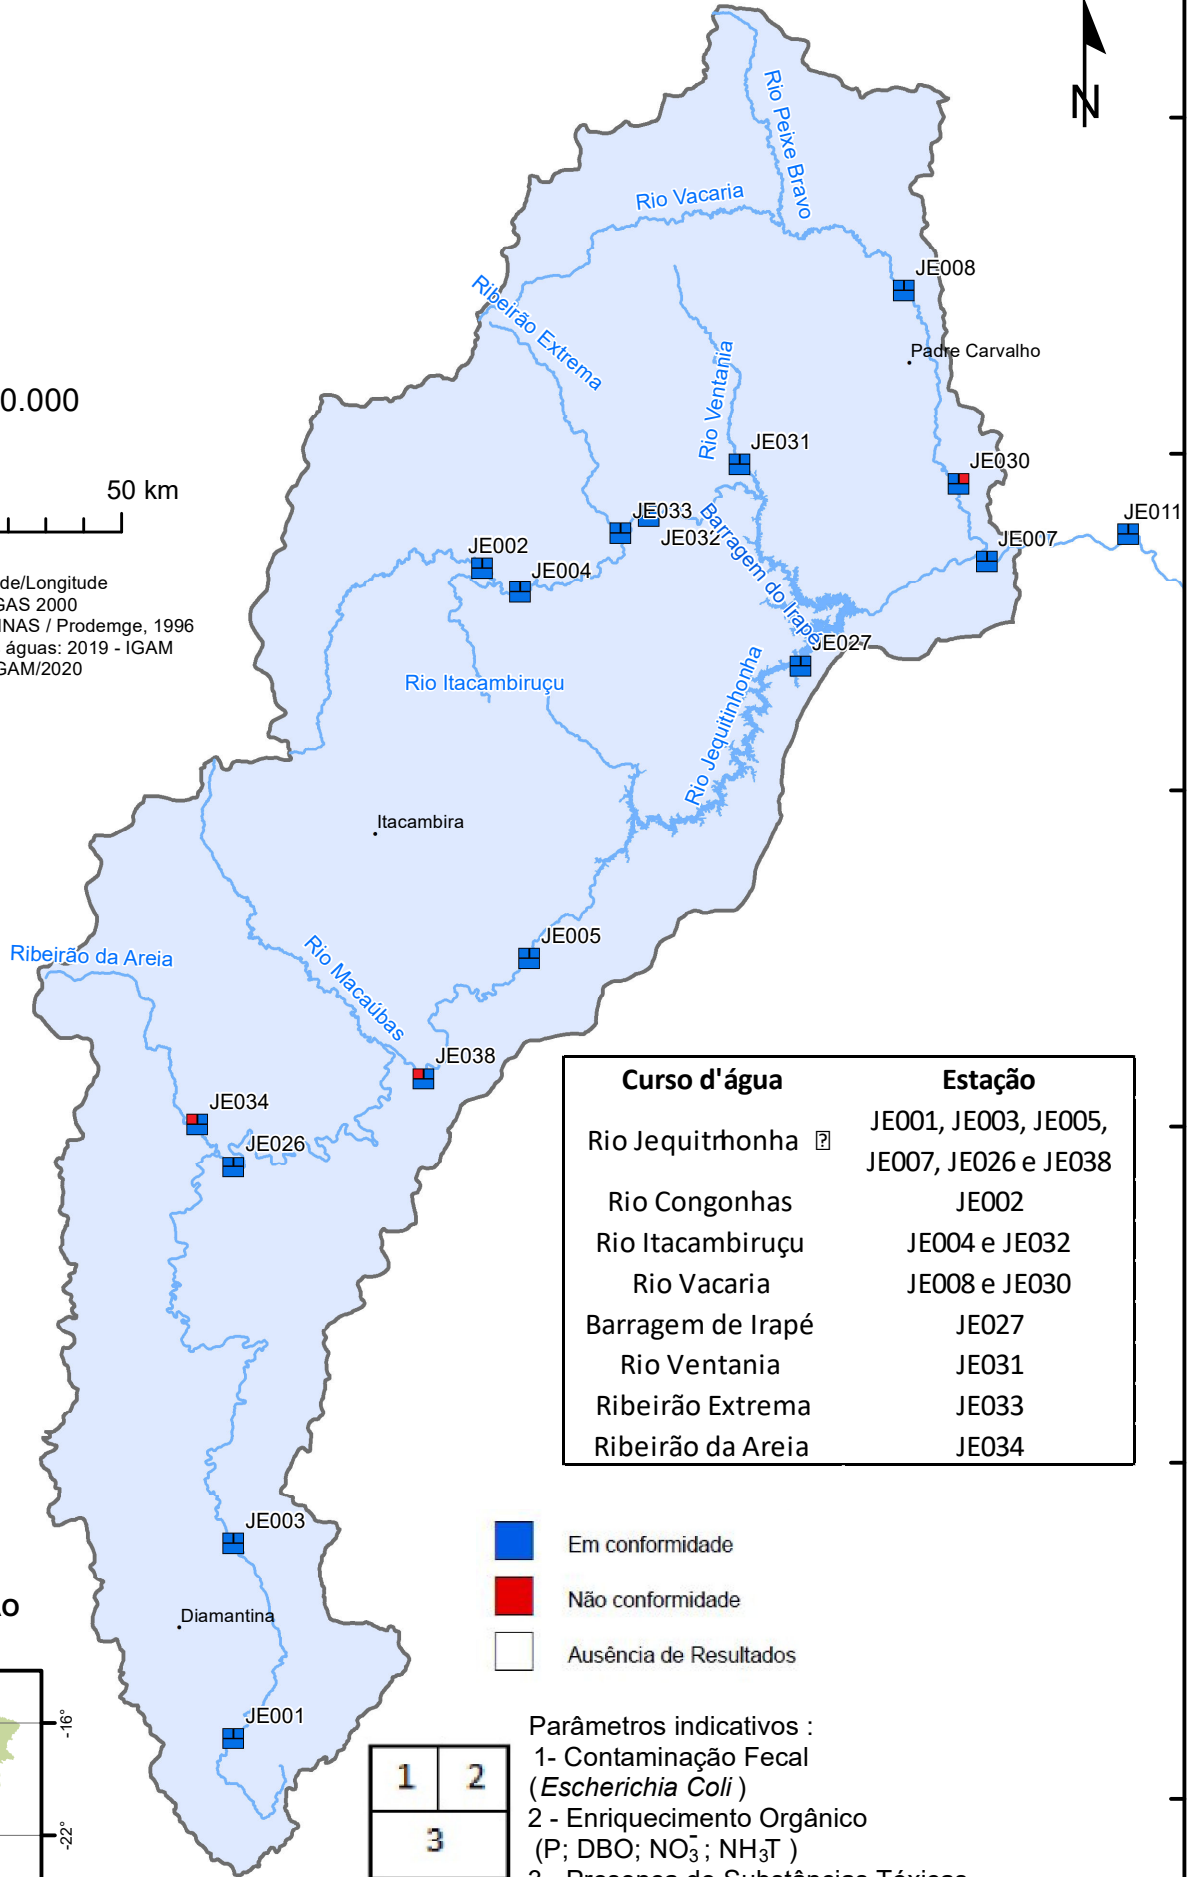 N
Rio Peixe Bravo
Rio Vacaria
JE008
Ribeirão Extrema
Padre Carvalho
Rio Ventania
0.000
JE031
JE030
50 km
JE033
JE011
JE032
JE007
Barragem do Irapé
JE002
JE004
de/Longitude
GAS 2000
INAS / Prodemge, 1996
águas: 2019 - IGAM
GAM/2020
JE027
Rio Itacambiruçu
Rio Jequitinhonha
Itacambira
JE005
Ribeirão da Areia
Rio Macaúbas
JE038
JE034
JE026
Curso d'água Estação
Rio Jequitmhonha JE001, JE003, JE005,
JE007, JE026 e JE038
Rio Congonhas JE002
Rio Itacambiruçu JE004 e JE032
Rio Vacaria JE008 e JE030
Barragem de Irapé JE027
Rio Ventania JE031
Ribeirão Extrema JE033
Ribeirão da Areia JE034
JE003
Em conformidade
Não conformidade
Ausência de Resultados
Diamantina
JE001
-16°
-22°
1 2
3
Parâmetros indicativos :
1- Contaminação Fecal
(Escherichia Coli )
2 - Enriquecimento Orgânico
(P; DBO; NO₃⁻; NH₃T )
3 - Presença de Substâncias Tóxicas